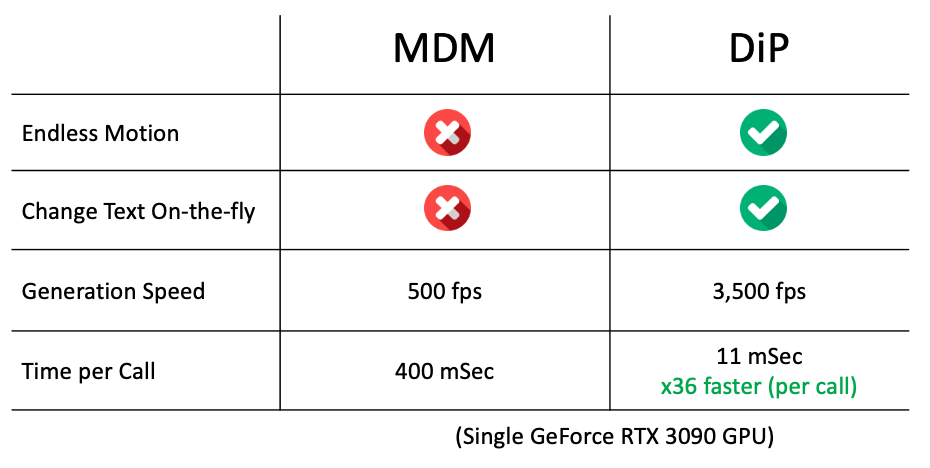 MDM DiP
Endless Motion
Change Text On-the-fly
Generation Speed 500 fps 3,500 fps
Time per Call 400 mSec 11 mSec
x36 faster (per call)
(Single GeForce RTX 3090 GPU)